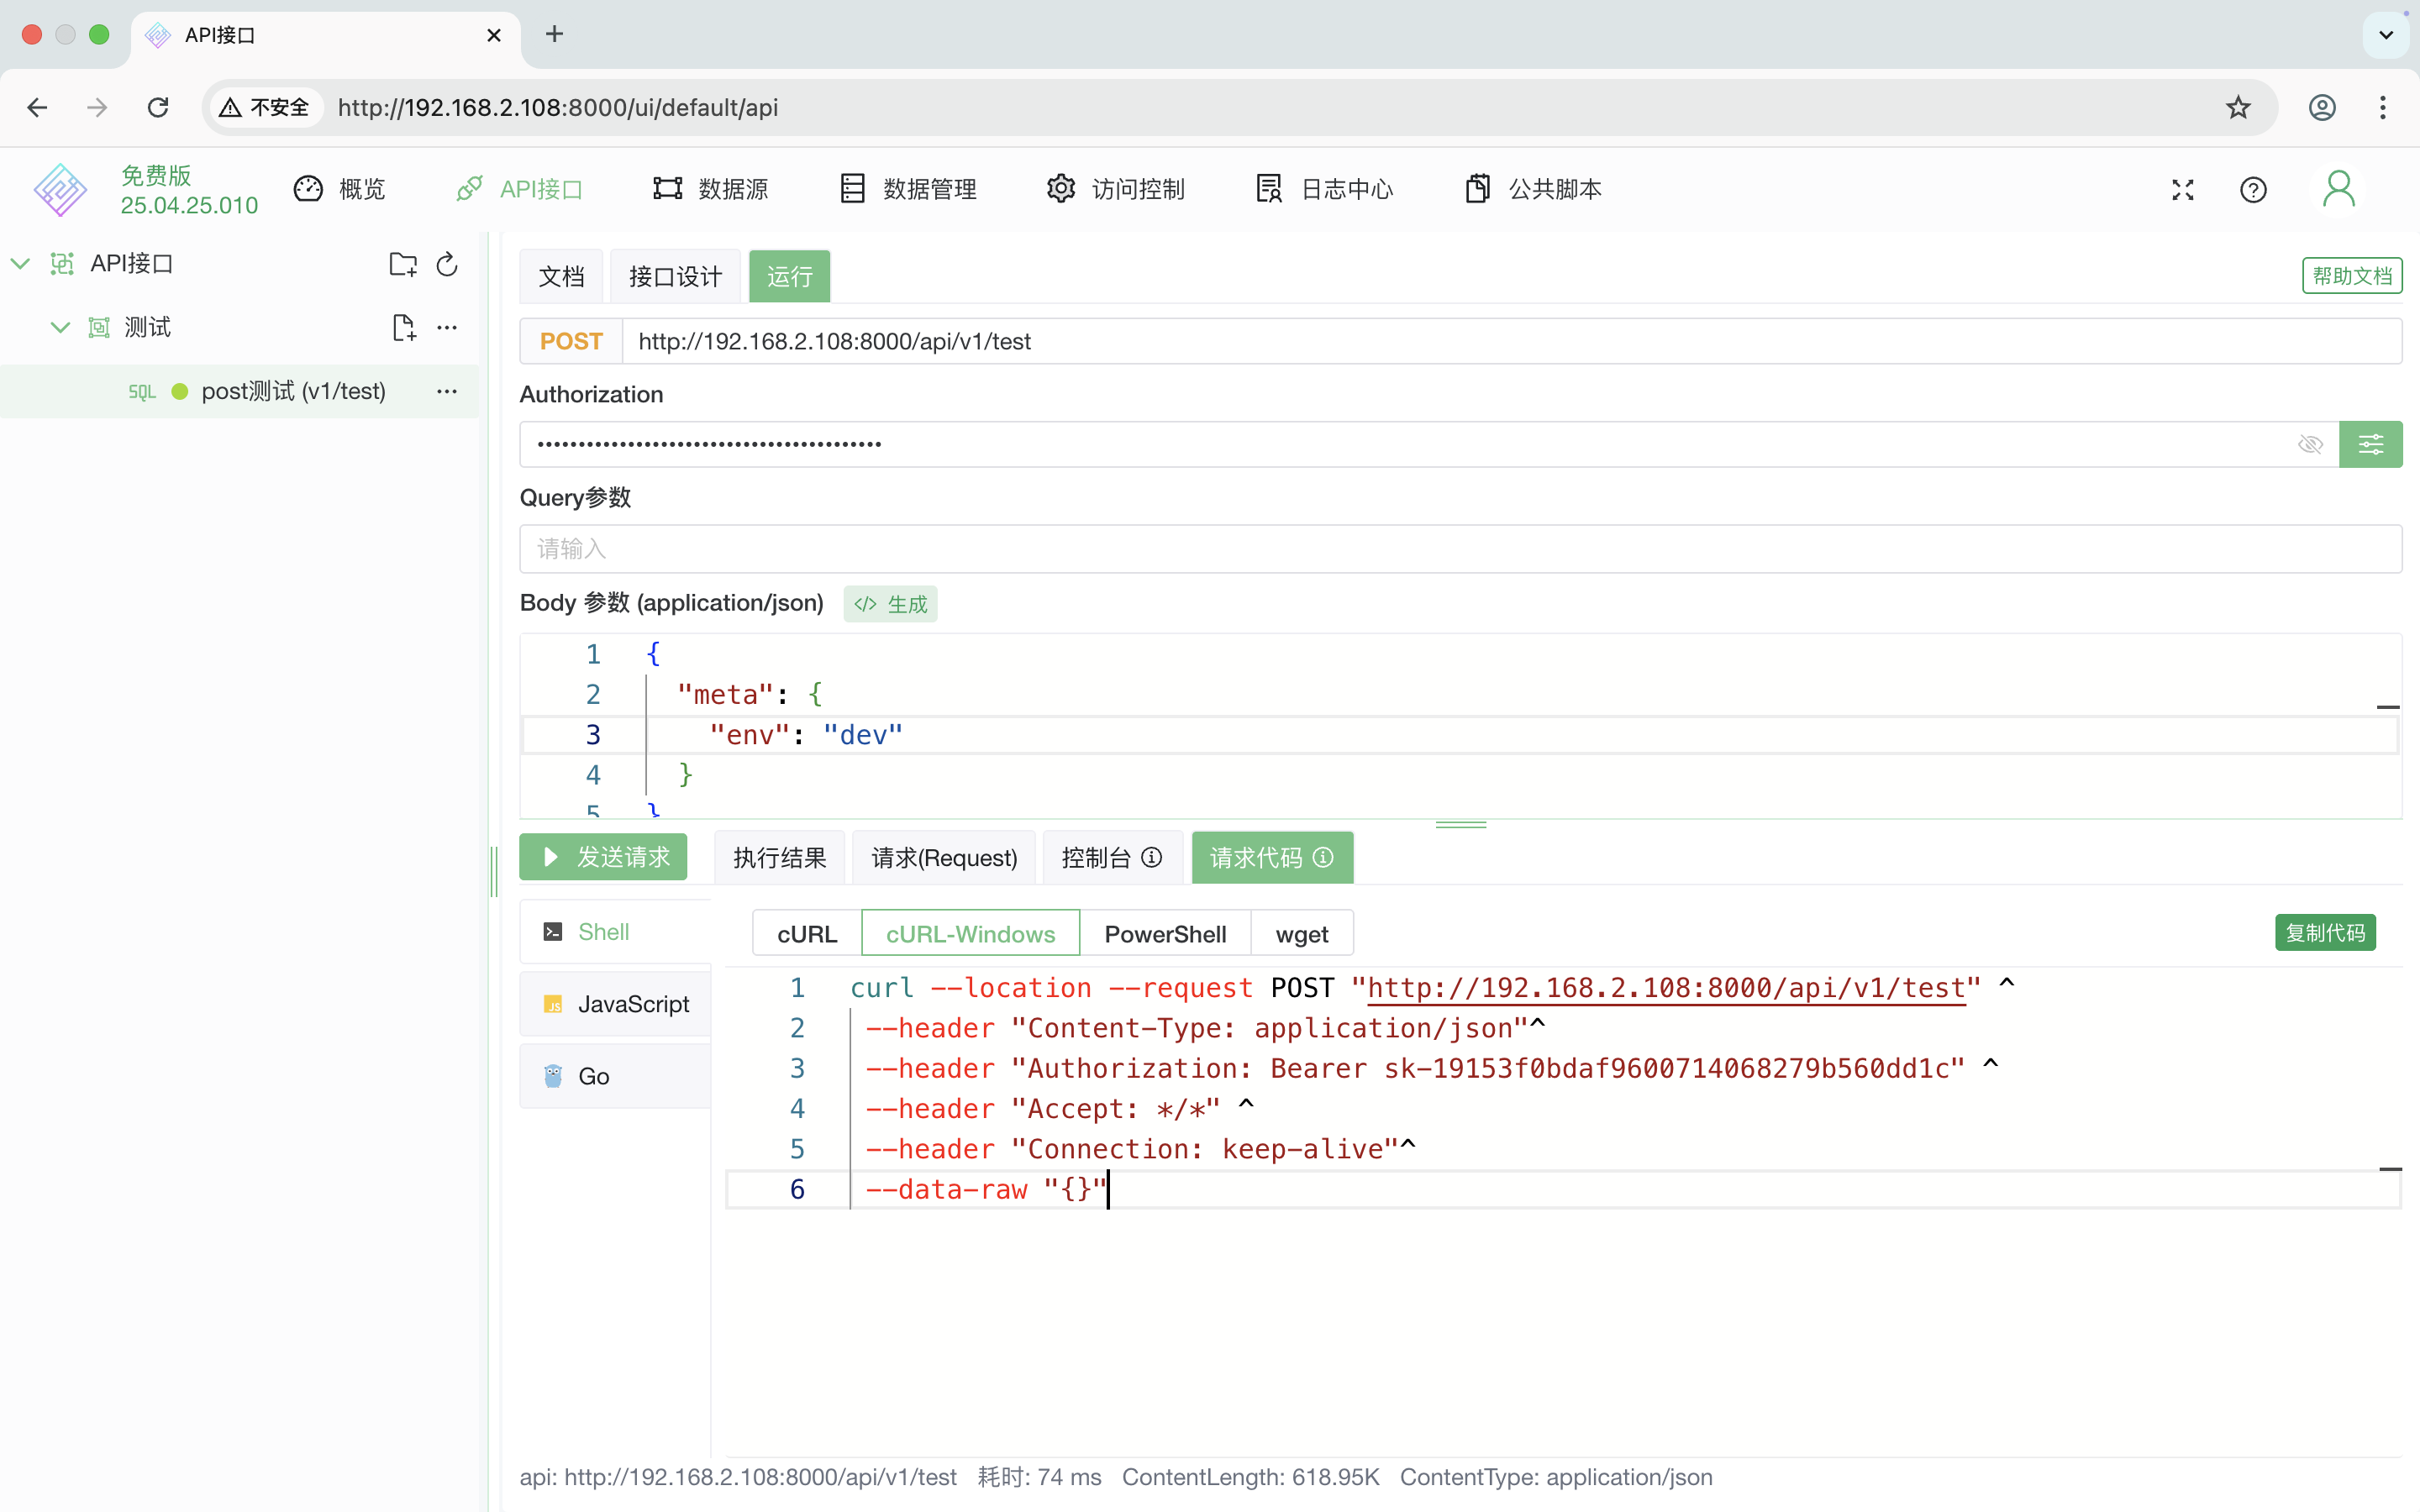 API接口
不安全
http://192.168.2.108:8000/ui/default/api
免费版
25.04.25.010
概览
API接口
数据源
数据管理
访问控制
日志中心
公共脚本
API接口
测试
SQL post测试 (v1/test)
文档
接口设计
运行
帮助文档
POST http://192.168.2.108:8000/api/v1/test
Authorization
Query参数
请输入
Body 参数 (application/json)
</> 生成
1 {
2 "meta": {
3 "env": "dev"
4 }
5 }
发送请求
执行结果
请求(Request)
控制台
请求代码
Shell
JavaScript
Go
cURL
cURL-Windows
PowerShell
wget
复制代码
1 curl --location --request POST "http://192.168.2.108:8000/api/v1/test" ^
2 --header "Content-Type: application/json"^
3 --header "Authorization: Bearer sk-19153f0bdaf9600714068279b560dd1c" ^
4 --header "Accept: */*" ^
5 --header "Connection: keep-alive"^
6 --data-raw "{}"
api: http://192.168.2.108:8000/api/v1/test 耗时: 74 ms ContentLength: 618.95K ContentType: application/json